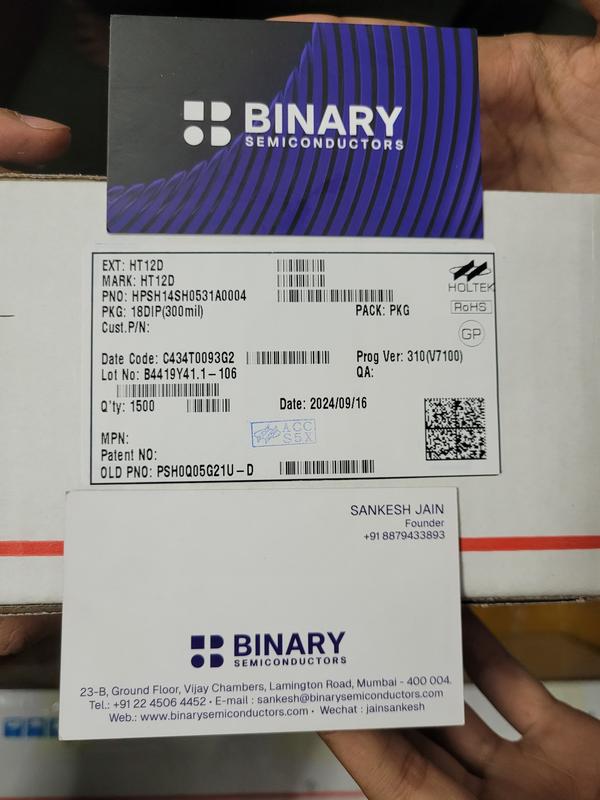 BINARY
SEMICONDUCTORS
EXT: HT12D
MARK: HT12D
PNO: HPSH14SH0531A0004
PKG: 18DIP(300mil)
PACK: PKG
Cust.P/N:
HOLTEK
RoHS
GP
Date Code: C434T0093G2
Prog Ver: 310(V7100)
Lot No: B4419Y41.1-106
QA:
Q'ty: 1500
Date: 2024/09/16
ACC
S5X
MPN:
Patent NO:
OLD PNO: PSH0Q05G21U-D
SANKESH JAIN
Founder
+91 8879433893
BINARY
SEMICONDUCTORS
23-B, Ground Floor, Vijay Chambers, Lamington Road, Mumbai - 400 004.
Tel.: +91 22 4506 4452 • E-mail : sankesh@binarysemiconductors.com
Web.: www.binarysemiconductors.com • Wechat : jainsankesh